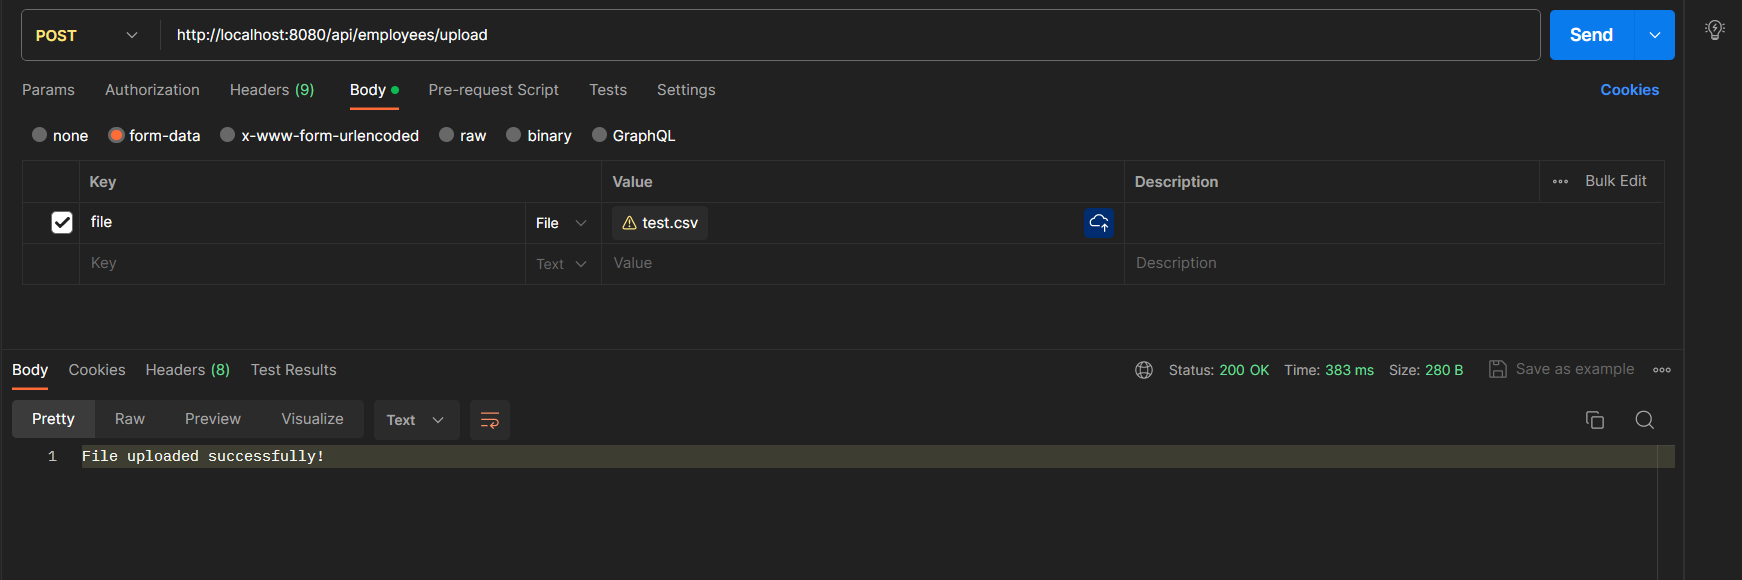 POST http://localhost:8080/api/employees/upload Send
Params Authorization Headers (9) Body Pre-request Script Tests Settings Cookies
none form-data x-www-form-urlencoded raw binary GraphQL
Key Value Description Bulk Edit
file File test.csv
Key Text Value Description
Body Cookies Headers (8) Test Results Status: 200 OK Time: 383 ms Size: 280 B Save as example
Pretty Raw Preview Visualize Text
1 File uploaded successfully!